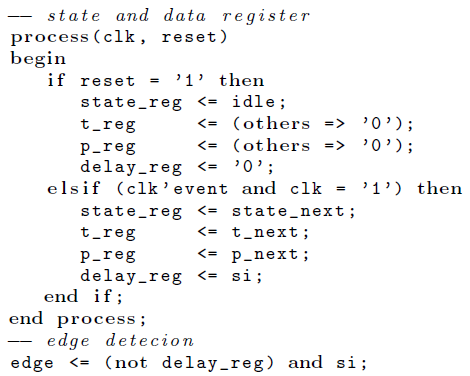 -- state and data register
process(clk, reset)
begin
if reset = '1' then
state_reg <= idle;
t_reg <= (others => '0');
p_reg <= (others => '0');
delay_reg <= '0';
elsif (clk'event and clk = '1') then
state_reg <= state_next;
t_reg <= t_next;
p_reg <= p_next;
delay_reg <= si;
end if;
end process;
-- edge detecion
edge <= (not delay_reg) and si;